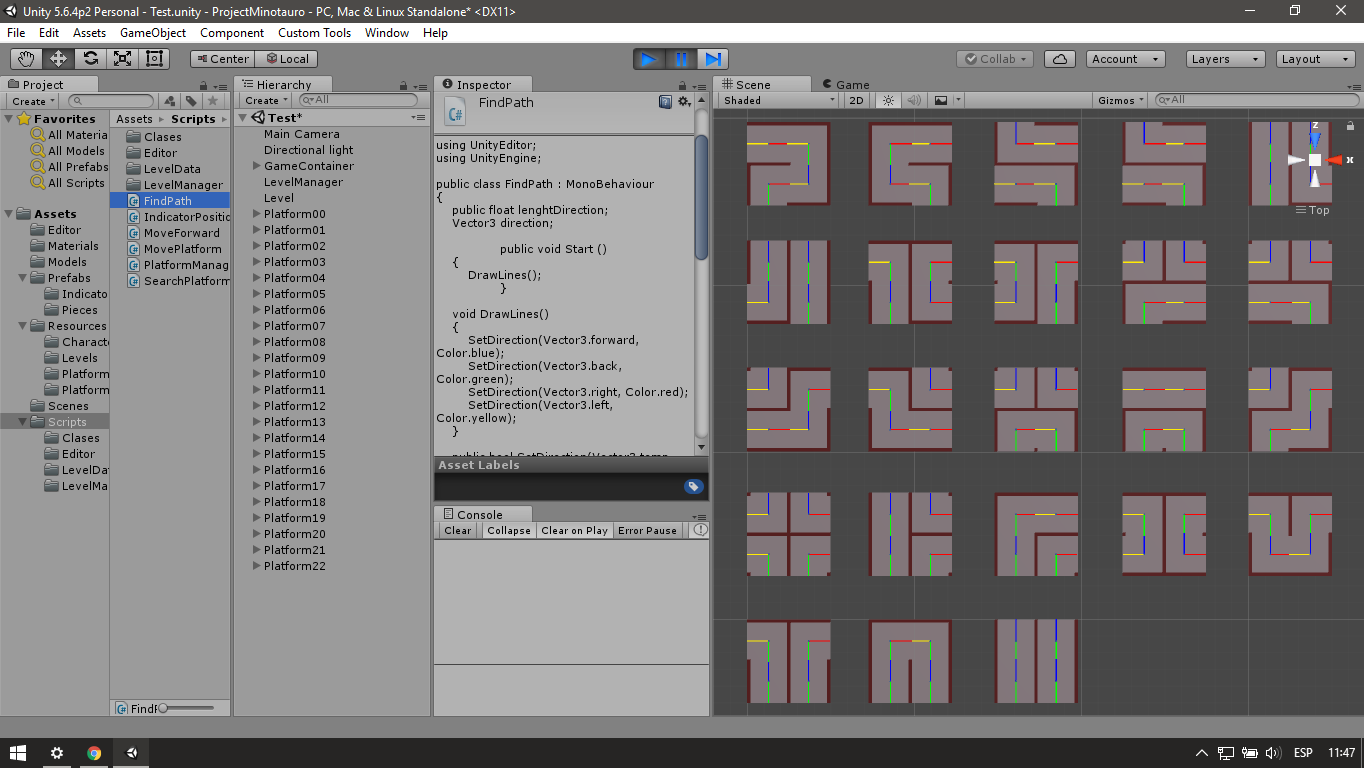 Unity 5.6.4p2 Personal - Test.unity - ProjectMinotauro - PC, Mac & Linux Standalone* <DX11>
File Edit Assets GameObject Component Custom Tools Window Help
Center Local Collab Account Layers Layout
Project
Create
Favorites
All Materia
All Models
All Prefabs
All Scripts
Assets
Editor
Materials
Models
Prefabs
Indicato
Pieces
Resources
Charact
Levels
Platform
Platform
Scenes
Scripts
Clases
Editor
LevelDa
LevelMa
Assets Scripts
Clases
Editor
LevelData
LevelManager
FindPath
IndicatorPositic
MoveForward
MovePlatform
PlatformManag
SearchPlatform
FindP
Hierarchy
Create All
Test*
Main Camera
Directional light
GameContainer
LevelManager
Level
Platform00
Platform01
Platform02
Platform03
Platform04
Platform05
Platform06
Platform07
Platform08
Platform09
Platform10
Platform11
Platform12
Platform13
Platform14
Platform15
Platform16
Platform17
Platform18
Platform19
Platform20
Platform21
Platform22
Inspector
FindPath
C#
using UnityEditor;
using UnityEngine;
public class FindPath : MonoBehaviour
{
public float lenghtDirection;
Vector3 direction;
public void Start ()
{
DrawLines();
}
void DrawLines()
{
SetDirection(Vector3.forward,
Color.blue);
SetDirection(Vector3.back,
Color.green);
SetDirection(Vector3.right, Color.red);
SetDirection(Vector3.left,
Color.yellow);
}
public bool SetDirection(Vector3 temp
Asset Labels
Console
Clear Collapse Clear on Play Error Pause
Scene Game
Shaded 2D Gizmos All
z
x
Top
ESP 11:47